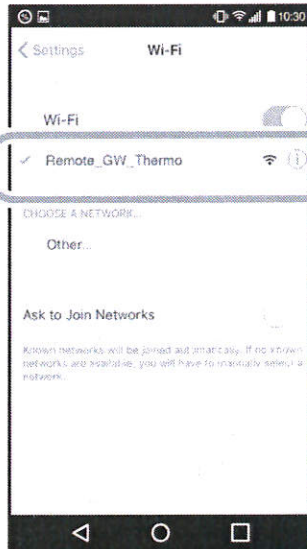 10:30
Settings
Wi-Fi
Wi-Fi
Remote_GW_Thermo
CHOOSE A NETWORK...
Other...
Ask to Join Networks
Known networks will be joined automatically. If no known
networks are available, you will have to manually select a
network.